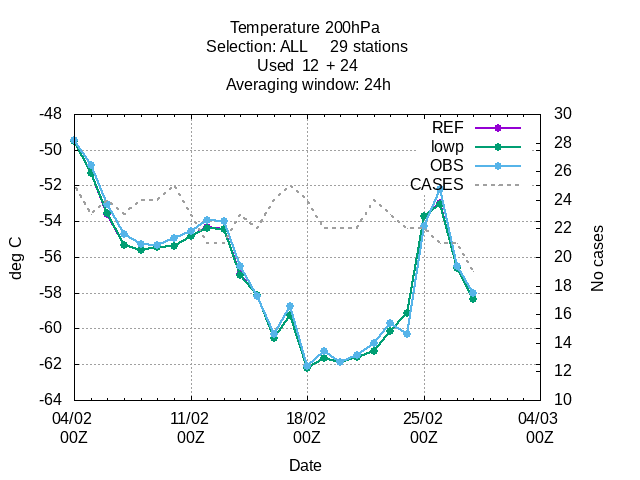 Temperature 200hPa
Selection: ALL 29 stations
Used 12 + 24
Averaging window: 24h
-48
-50
-52
-54
-56
-58
-60
-62
-64
30
28
26
24
22
20
18
16
14
12
10
REF
lowp
OBS
CASES
deg C
No cases
04/02 11/02 18/02 25/02 04/03
00Z 00Z 00Z 00Z 00Z
Date